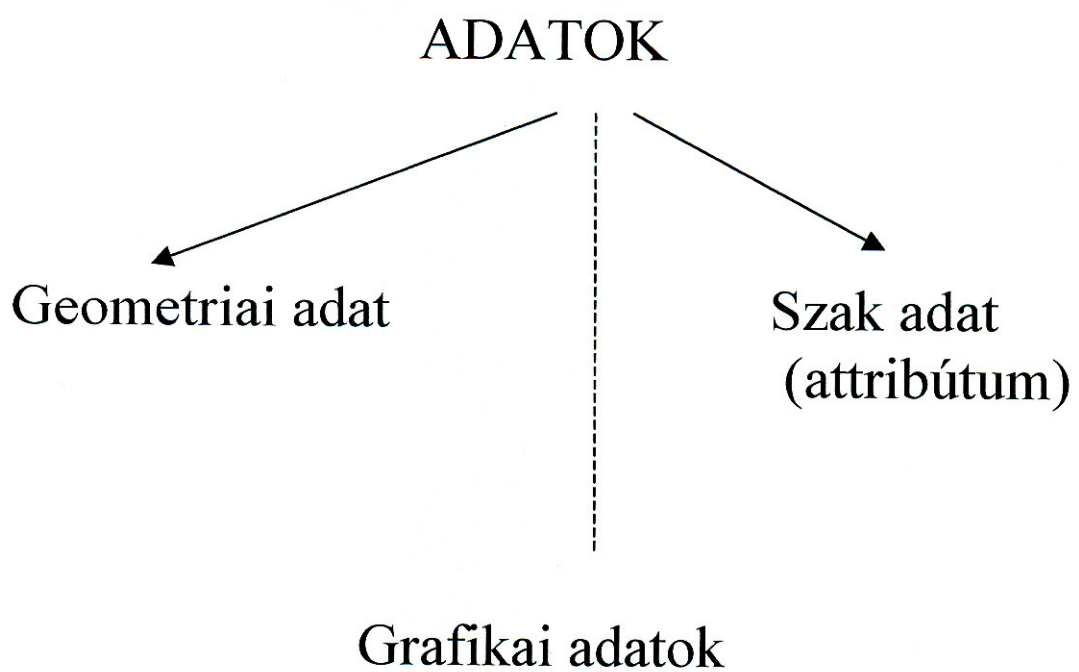 ADATOK
Geometriai adat
Szak adat
(attribútum)
Grafikai adatok